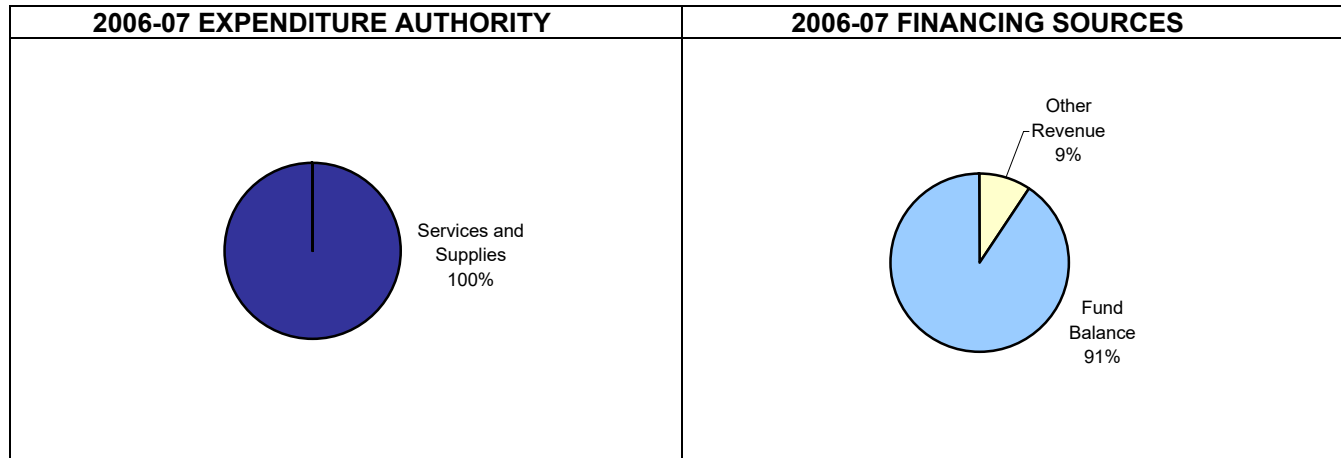 2006-07 EXPENDITURE AUTHORITY
2006-07 FINANCING SOURCES
Services and
Supplies
100%
Other
Revenue
9%
Fund
Balance
91%